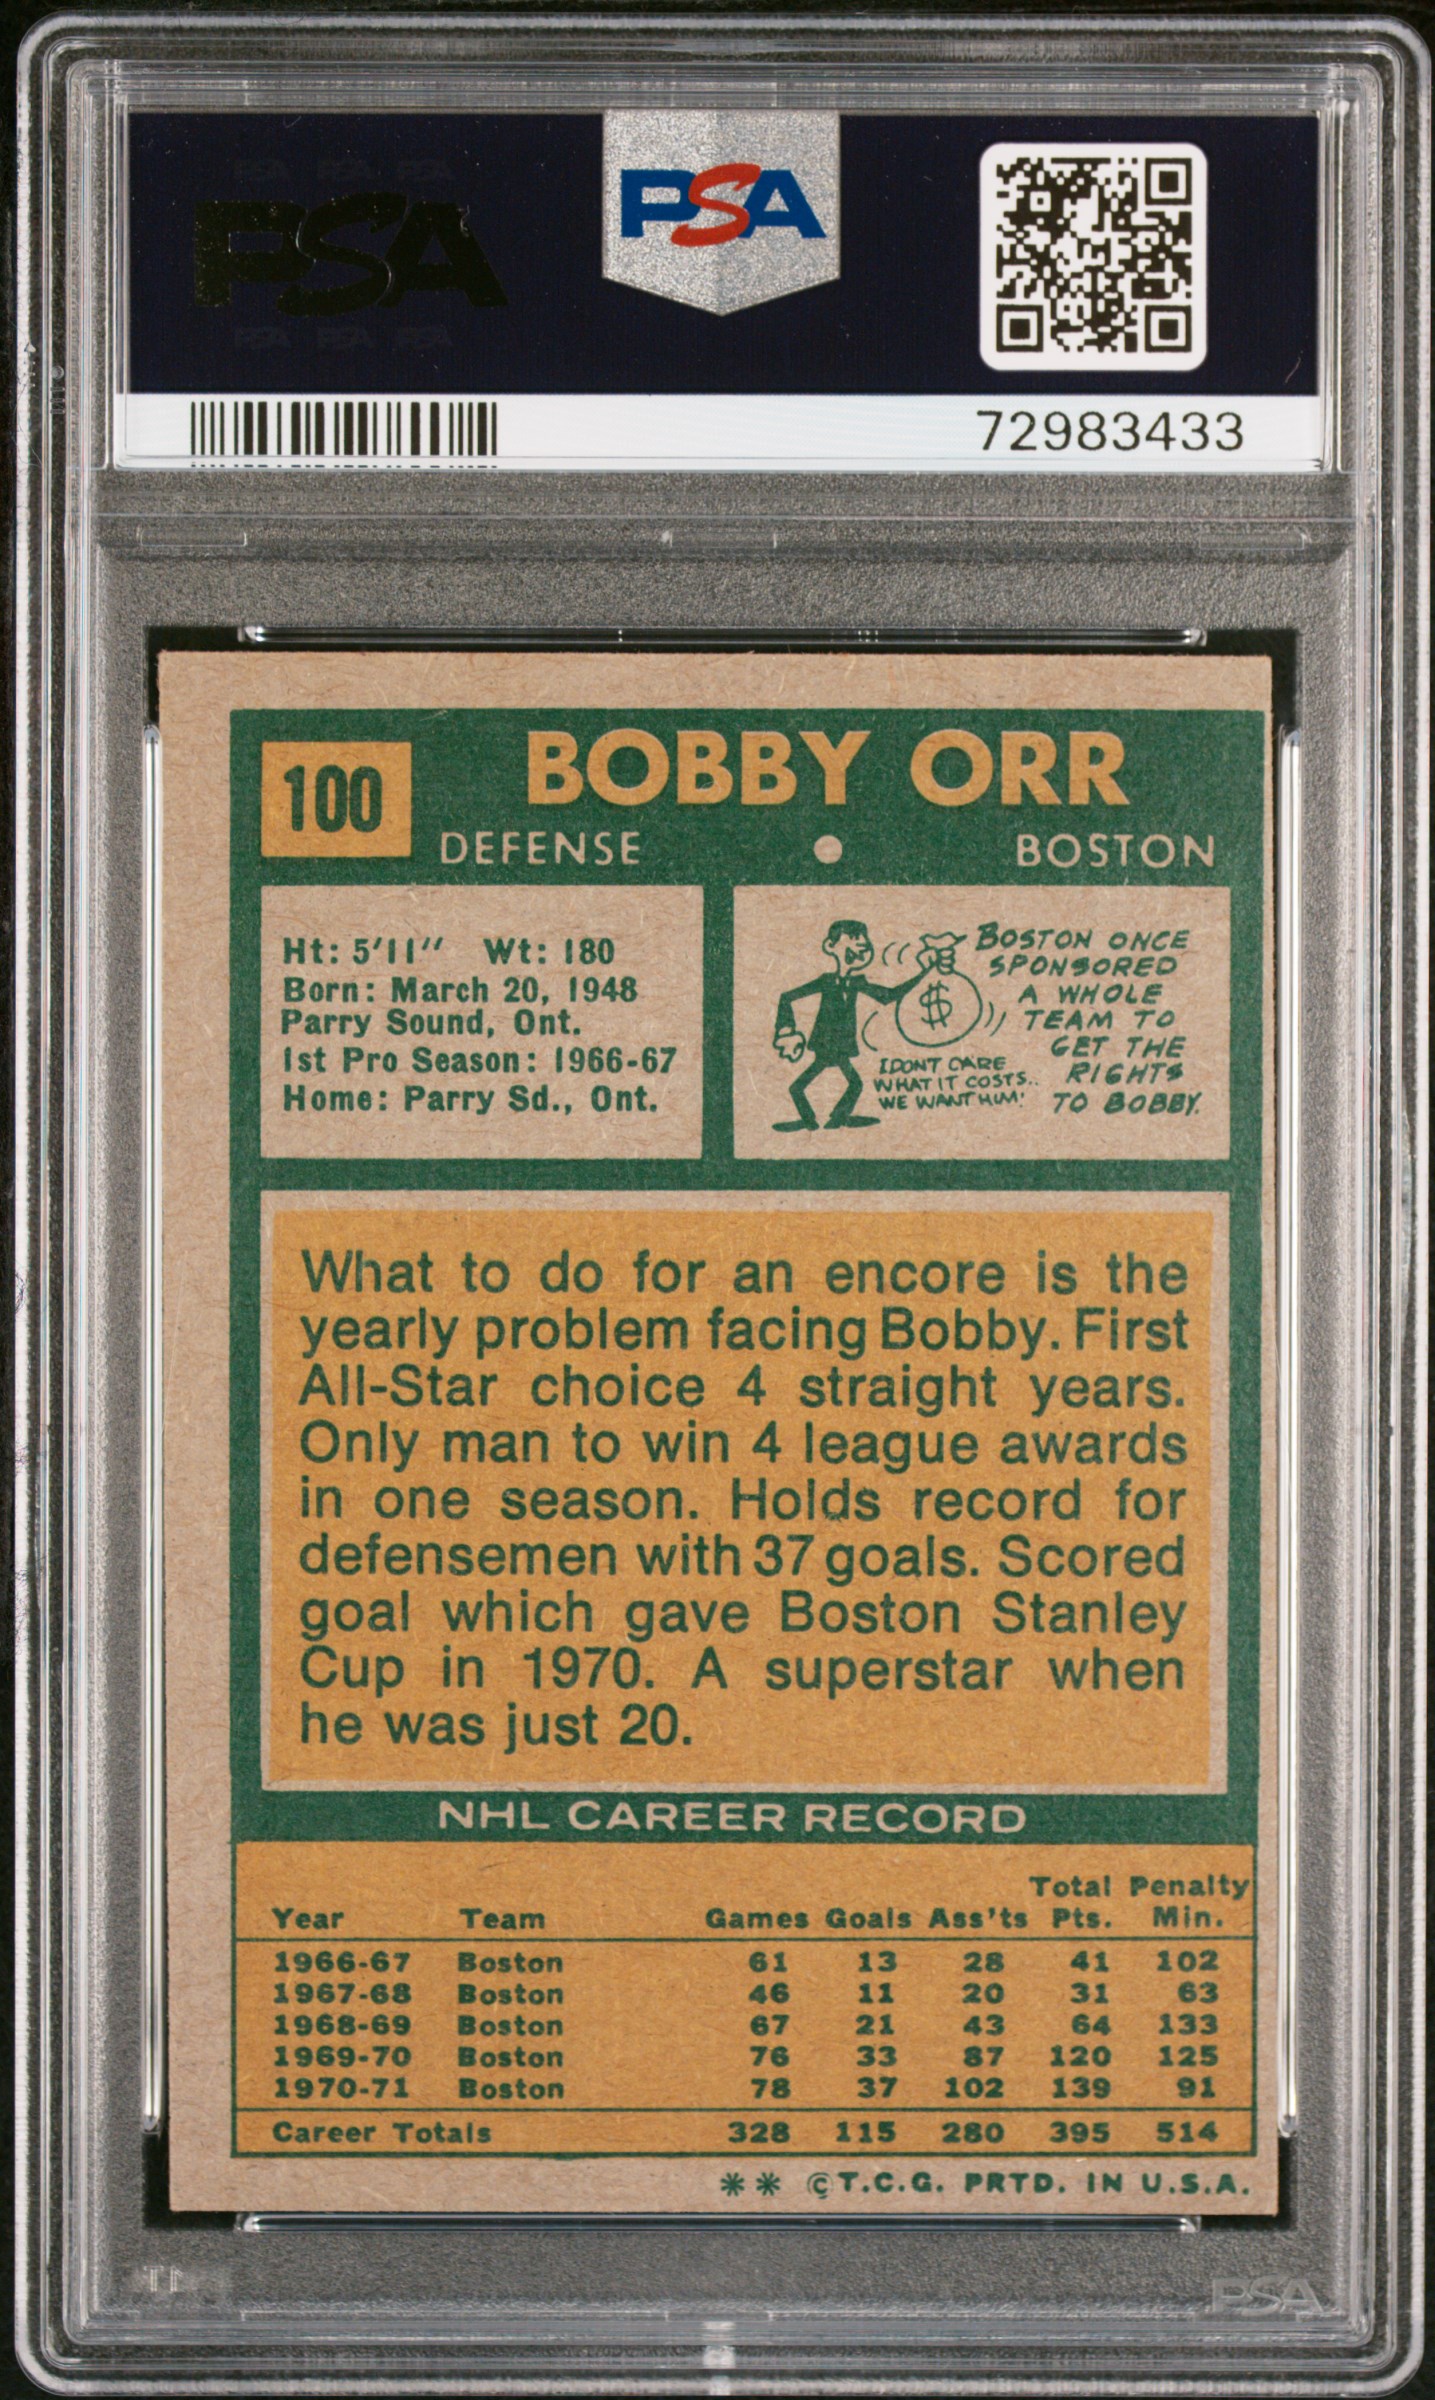 PSA PSA PSA
PSA
PSA PSA PSA
PSA
72983433
100
BOBBY ORR
DEFENSE • BOSTON
Ht: 5'11" Wt: 180
Born: March 20, 1948
Parry Sound, Ont.
1st Pro Season: 1966-67
Home: Parry Sd., Ont.
BOSTON ONCE
SPONSORED
A WHOLE
TEAM TO
GET THE
RIGHTS
TO BOBBY.
$
I DON'T CARE
WHAT IT COSTS..
WE WANT HIM!
What to do for an encore is the
yearly problem facing Bobby. First
All-Star choice 4 straight years.
Only man to win 4 league awards
in one season. Holds record for
defensemen with 37 goals. Scored
goal which gave Boston Stanley
Cup in 1970. A superstar when
he was just 20.
NHL CAREER RECORD
Year Team Games Goals Ass'ts Total Pts. Penalty Min.
1966-67 Boston 61 13 28 41 102
1967-68 Boston 46 11 20 31 63
1968-69 Boston 67 21 43 64 133
1969-70 Boston 76 33 87 120 125
1970-71 Boston 78 37 102 139 91
Career Totals 328 115 280 395 514
** ©T.C.G. PRTD. IN U.S.A.
PSA